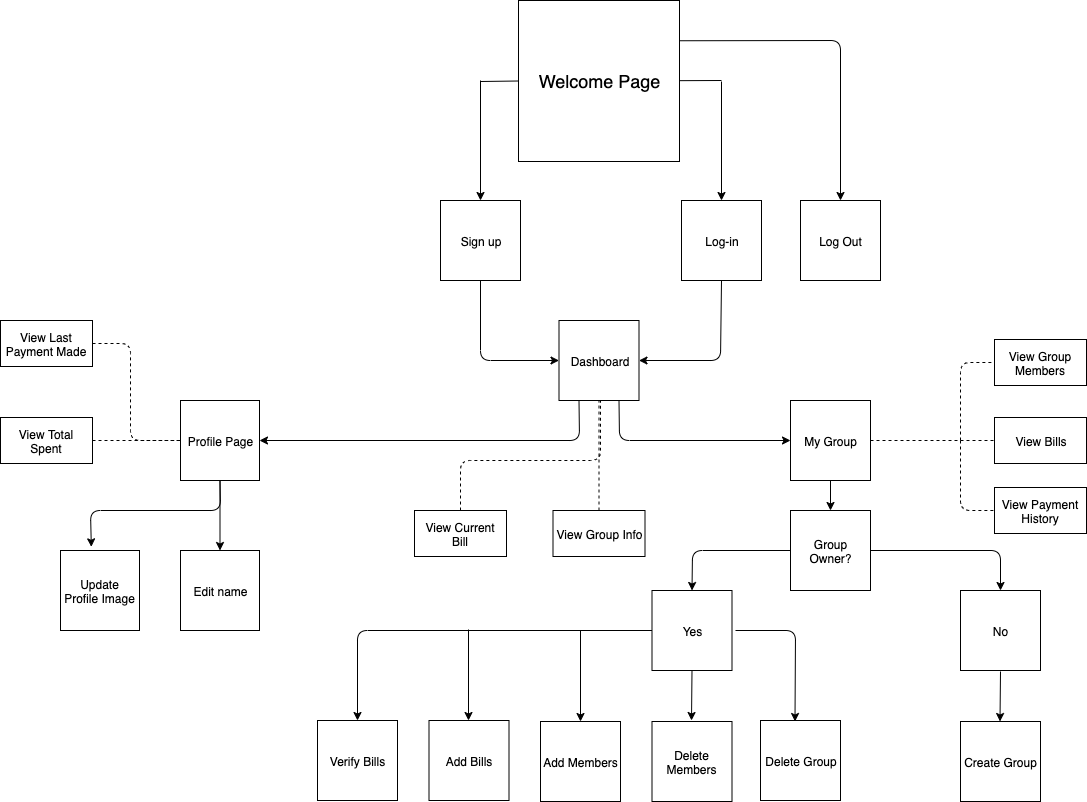 Welcome Page
Sign up
Log-in
Log Out
View Last
Payment Made
Dashboard
View Group
Members
View Total
Spent
Profile Page
My Group
View Bills
View Current
Bill
View Group Info
View Payment
History
Group
Owner?
Update
Profile Image
Edit name
Yes
No
Verify Bills
Add Bills
Add Members
Delete
Members
Delete Group
Create Group